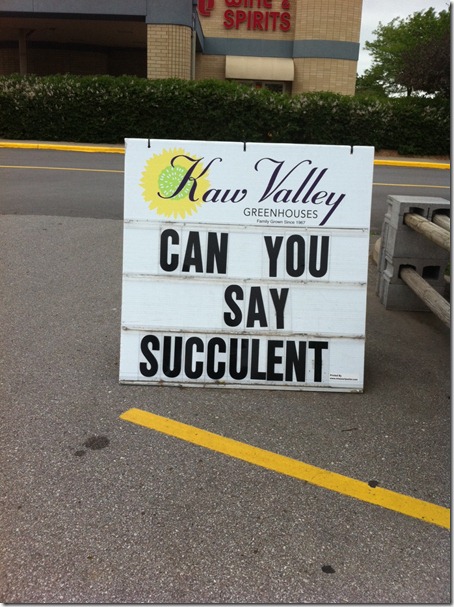 WINE &
SPIRITS
Kaw Valley
GREENHOUSES
Family Grown Since 1967
CAN YOU
SAY
SUCCULENT